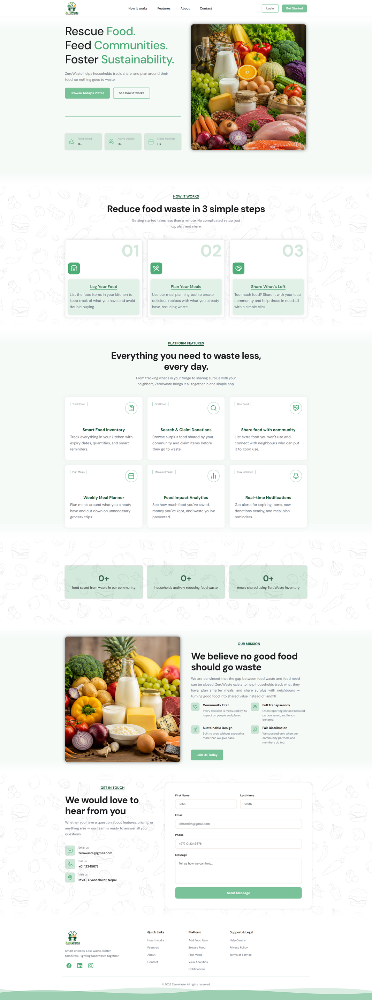 ZeroWaste
How it works
Features
About
Contact
Login
Get Started
Rescue Food.
Feed Communities.
Foster Sustainability.
ZeroWaste helps households track, share, and plan around their
food, so nothing goes to waste.
Browse Today's Plates
See how it works
Food Saved
0+
Active Donors
0+
Meals Planned
0+
HOW IT WORKS
Reduce food waste in 3 simple steps
Getting started takes less than a minute. No complicated setup, just
log, plan, and share.
01
Log Your Food
List the food items in your kitchen to
keep track of what you have and avoid
double buying.
02
Plan Your Meals
Use our meal planning tool to create
delicious recipes with what you already
have, reducing waste.
03
Share What's Left
Too much food? Share it with your local
community and help those in need, all
with a simple click.
PLATFORM FEATURES
Everything you need to waste less,
every day.
From tracking what's in your fridge to sharing surplus with your
neighbors, ZeroWaste brings it all together in one simple app.
Track Food
Smart Food Inventory
Track everything in your kitchen with
expiry dates, quantities, and smart
reminders.
Find Food
Search & Claim Donations
Browse surplus food shared by your
community and claim items before
they go to waste.
Give Food
Share food with community
List extra food you won't use and
connect with neighbours who can put
it to good use.
Plan Meals
Weekly Meal Planner
Plan meals around what you already
have and cut down on unnecessary
grocery trips.
Measure Impact
Food Impact Analytics
See how much food you've saved,
money you've kept, and waste you've
prevented.
Stay Informed
Real-time Notifications
Get alerts for expiring items, new
donations nearby, and meal plan
reminders.
0+
food saved from waste in our community
0+
households actively reducing food waste
0+
meals shared using ZeroWaste inventory
OUR MISSION
We believe no good food
should go waste
We are convinced that the gap between food waste and food need
can be closed. ZeroWaste exists to help households track what they
have, plan smarter meals, and share surplus with neighbours —
turning good food into shared value instead of landfill.
Community First
Every decision is measured by its
impact on people and planet.
Full Transparency
Open reporting on food rescued,
carbon saved, and funds
donated.
Sustainable Design
Built to grow without extracting
more than we give back.
Fair Distribution
We succeed only when our
community partners and
members do too.
Join Us Today
GET IN TOUCH
We would love to
hear from you
Whether you have a question about features, pricing, or
anything else — our team is ready to answer all your
questions.
Email us
zerowaste@gmail.com
Call us
+01 12345678
Visit us
MVIC, Gyaneshwor, Nepal
First Name
John
Last Name
Smith
Email
johnsmith@gmail.com
Phone
+977 012345678
Message
Tell us how we can help...
Send Message
ZeroWaste
Smart choices. Less waste. Better
tomorrow. Fighting food waste together.
Quick Links
How it works
Features
About
Contact
Platform
Add Food Item
Browse Food
Plan Meals
View Analytics
Notifications
Support & Legal
Help Centre
Privacy Policy
Terms of Service
© 2026 ZeroWaste. All rights reserved.